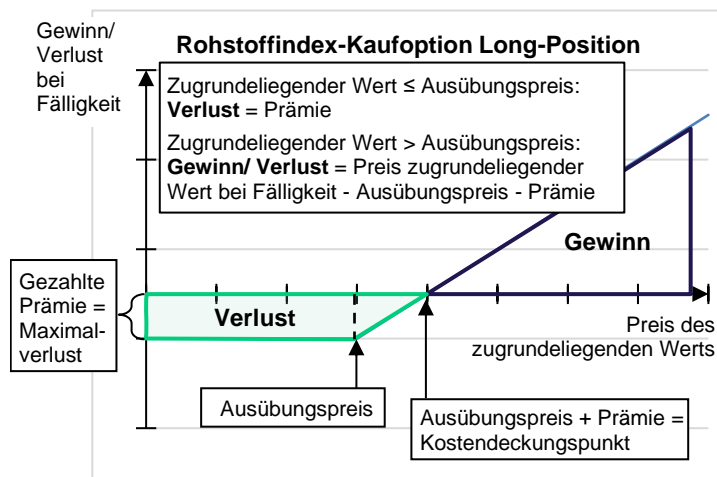 Gewinn/
Verlust
bei
Fälligkeit
Rohstoffindex-Kaufoption Long-Position
Zugrundeliegender Wert ≤ Ausübungspreis:
Verlust = Prämie
Zugrundeliegender Wert > Ausübungspreis:
Gewinn/ Verlust = Preis zugrundeliegender
Wert bei Fälligkeit - Ausübungspreis - Prämie
Gewinn
Gezahlte
Prämie =
Maximal-
verlust
Verlust
Preis des
zugrundeliegenden Werts
Ausübungspreis
Ausübungspreis + Prämie =
Kostendeckungspunkt